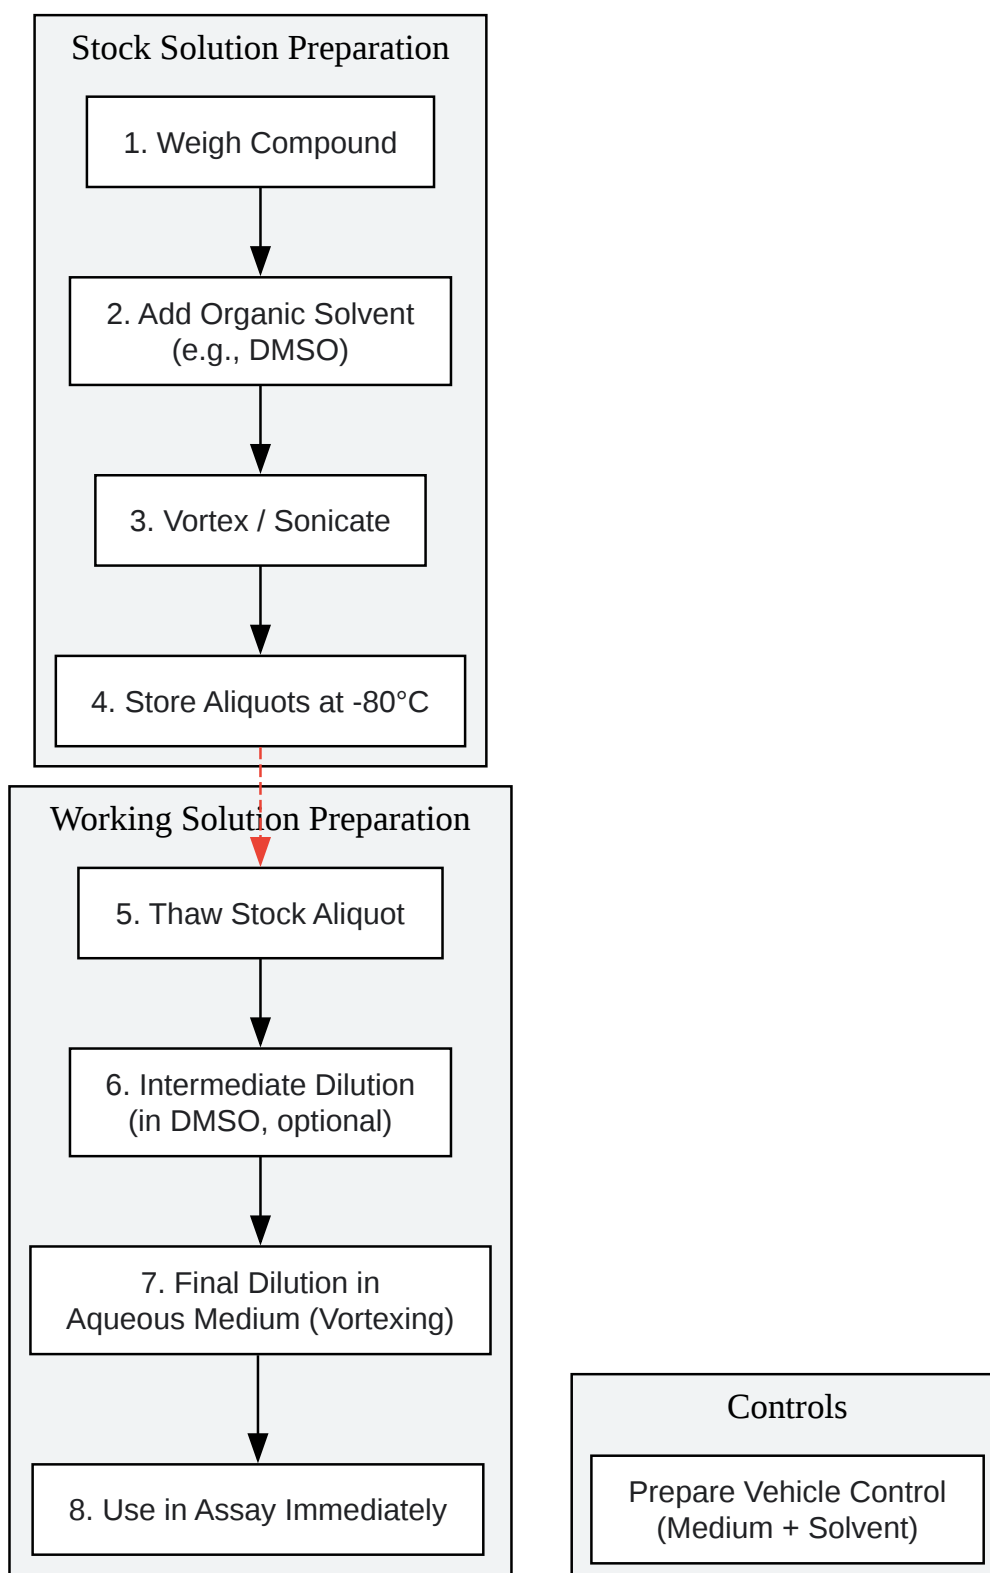 Stock Solution Preparation
1. Weigh Compound
2. Add Organic Solvent
(e.g., DMSO)
3. Vortex / Sonicate
4. Store Aliquots at -80°C
Working Solution Preparation
5. Thaw Stock Aliquot
6. Intermediate Dilution
(in DMSO, optional)
7. Final Dilution in
Aqueous Medium (Vortexing)
8. Use in Assay Immediately
Controls
Prepare Vehicle Control
(Medium + Solvent)